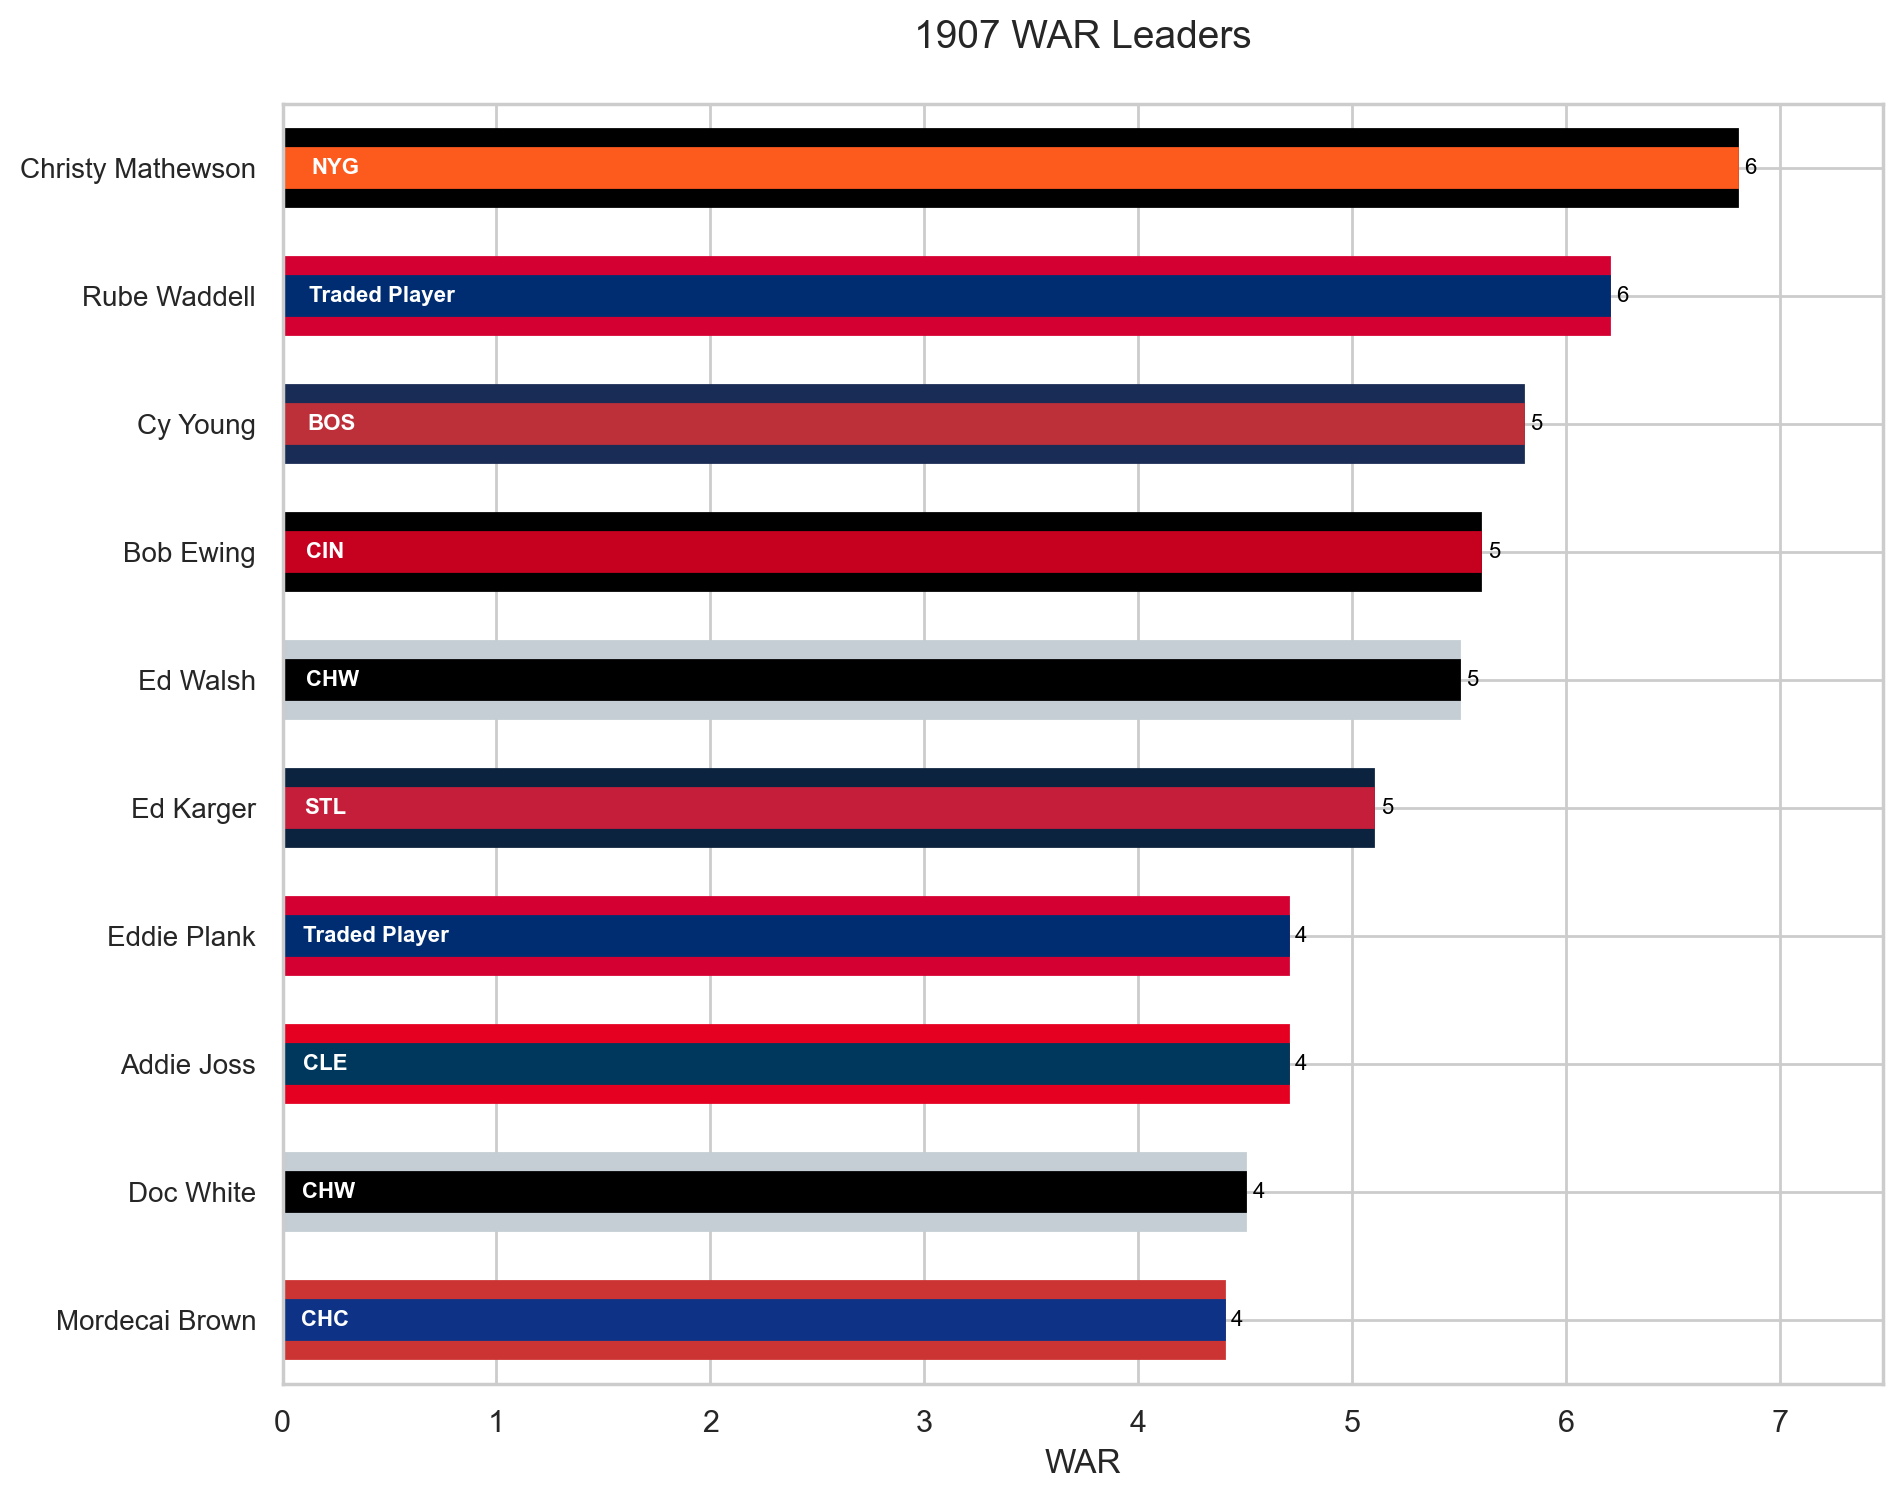 1907 WAR Leaders
Christy Mathewson NYG 6
Rube Waddell Traded Player 6
Cy Young BOS 5
Bob Ewing CIN 5
Ed Walsh CHW 5
Ed Karger STL 5
Eddie Plank Traded Player 4
Addie Joss CLE 4
Doc White CHW 4
Mordecai Brown CHC 4
0 1 2 3 4 5 6 7
WAR